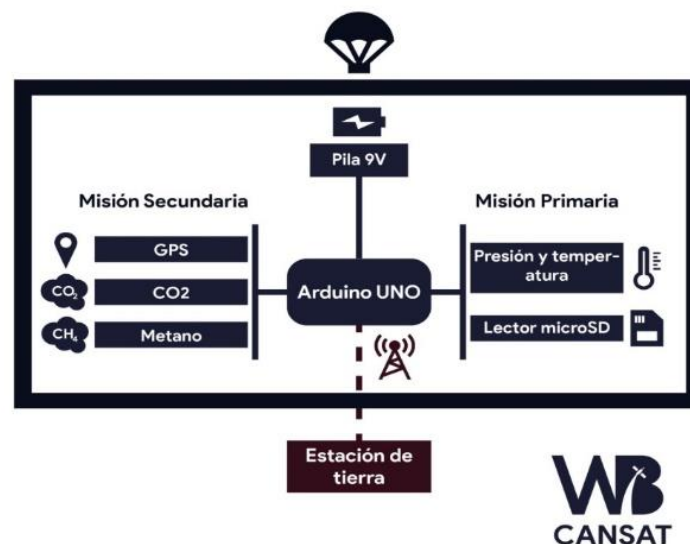 Pila 9V
Misión Secundaria
GPS
CO₂
CO2
CH₄
Metano
Arduino UNO
Misión Primaria
Presión y temper-
atura
Lector microSD
Estación de
tierra
WB
CANSAT